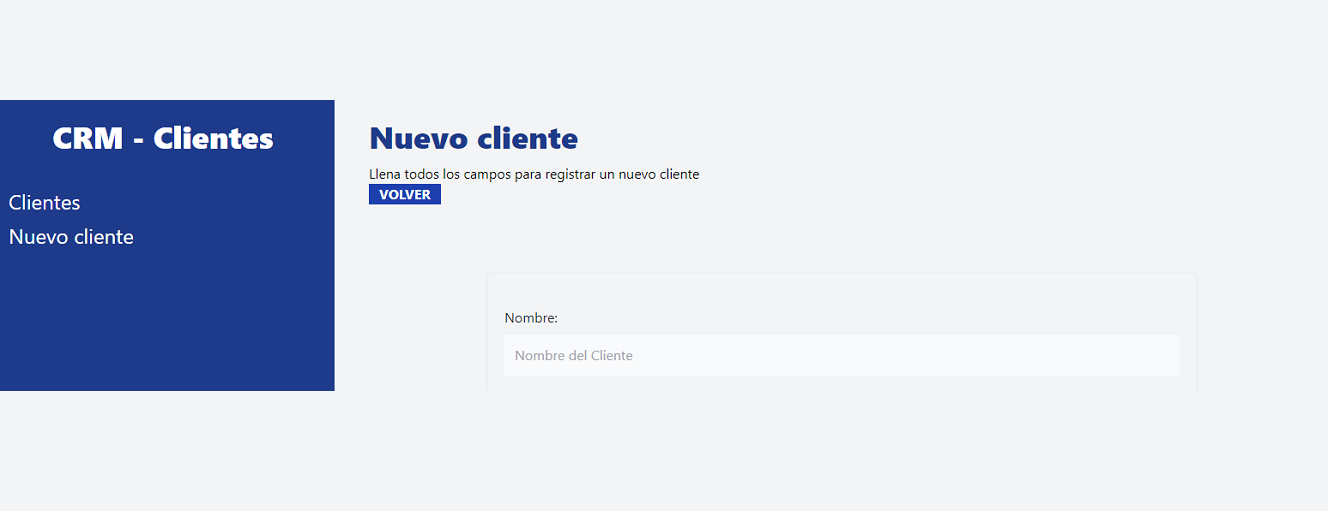 CRM - Clientes
Clientes
Nuevo cliente
Nuevo cliente
Llena todos los campos para registrar un nuevo cliente
VOLVER
Nombre:
Nombre del Cliente